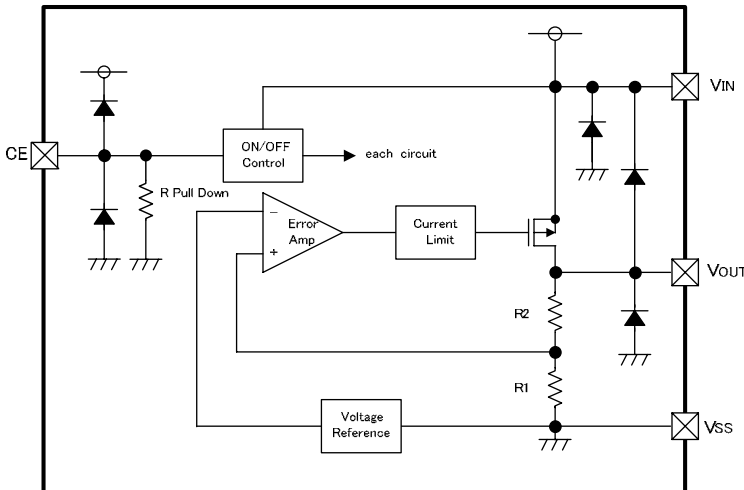 VIN
CE
ON/OFF
Control
each circuit
R Pull Down
−
Error
Amp
+
Current
Limit
VOUT
R2
R1
Voltage
Reference
VSS